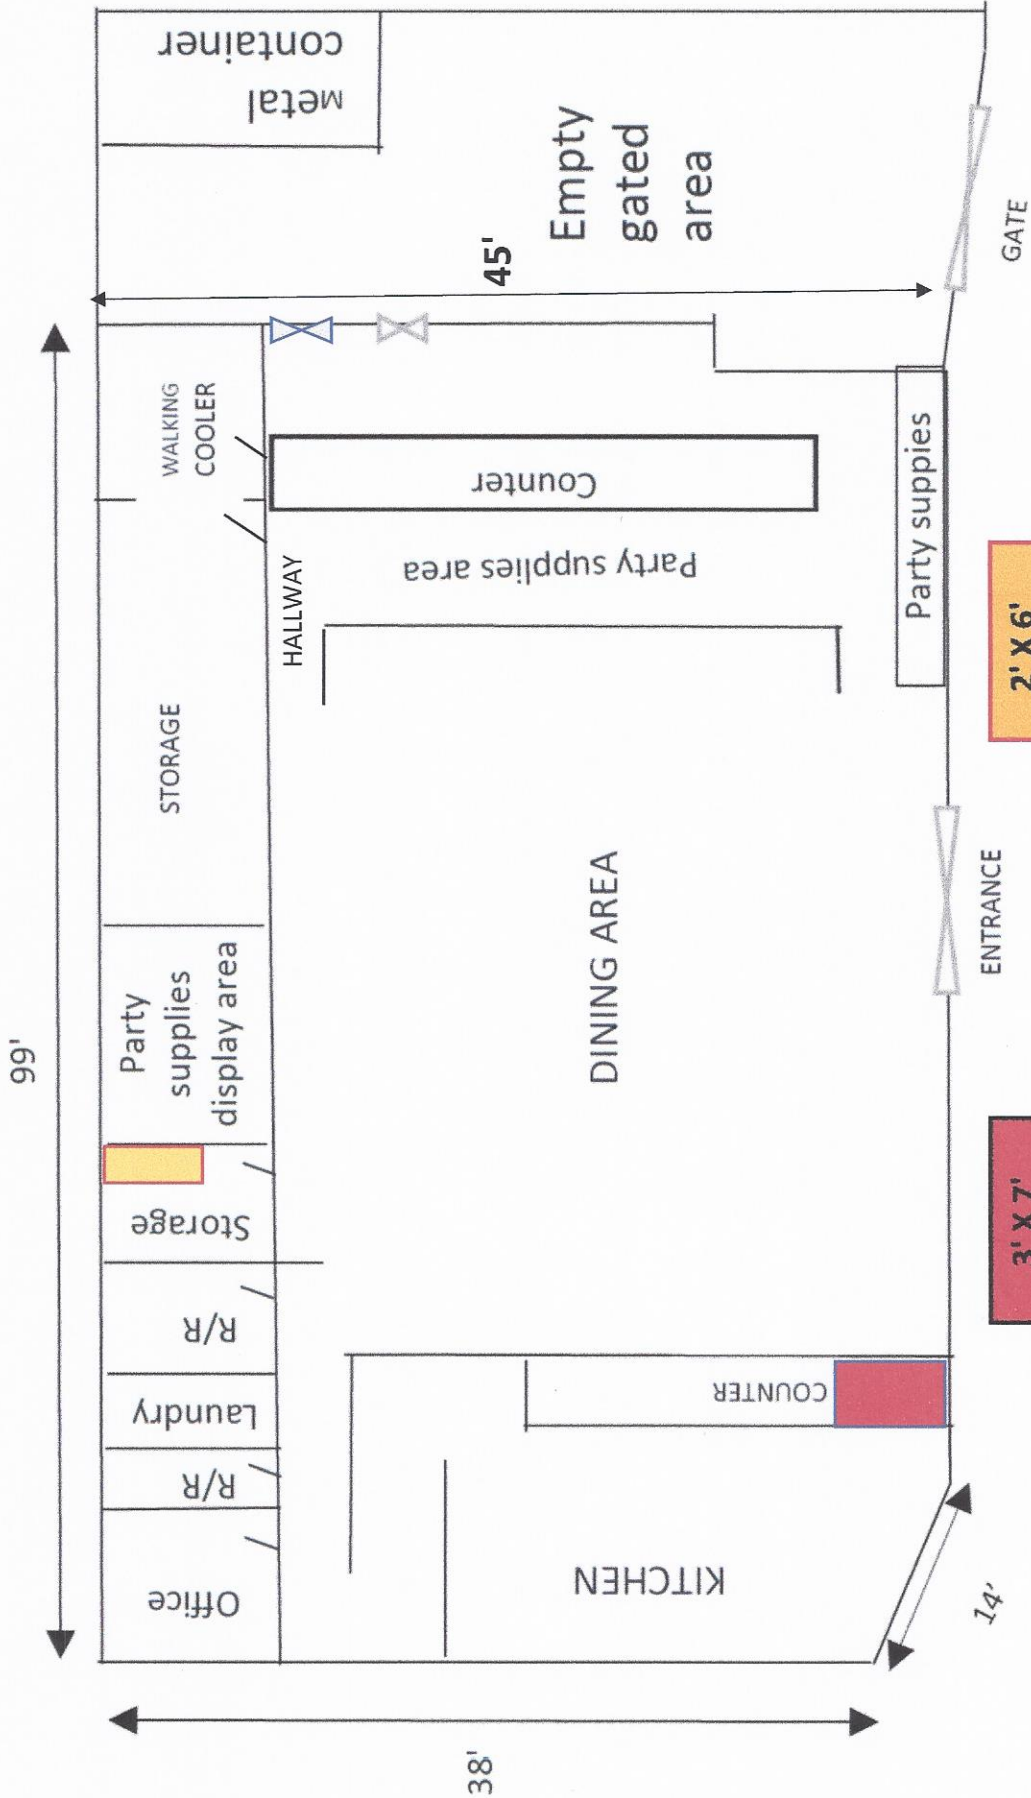 99'
38'
45'
14'
metal
container
Empty
gated
area
GATE
WALKING
COOLER
Counter
Party supplies area
Party suppies
HALLWAY
STORAGE
Party
supplies
display area
Storage
R/R
Laundry
R/R
Office
DINING AREA
ENTRANCE
COUNTER
KITCHEN
2' X 6'
3' X 7'